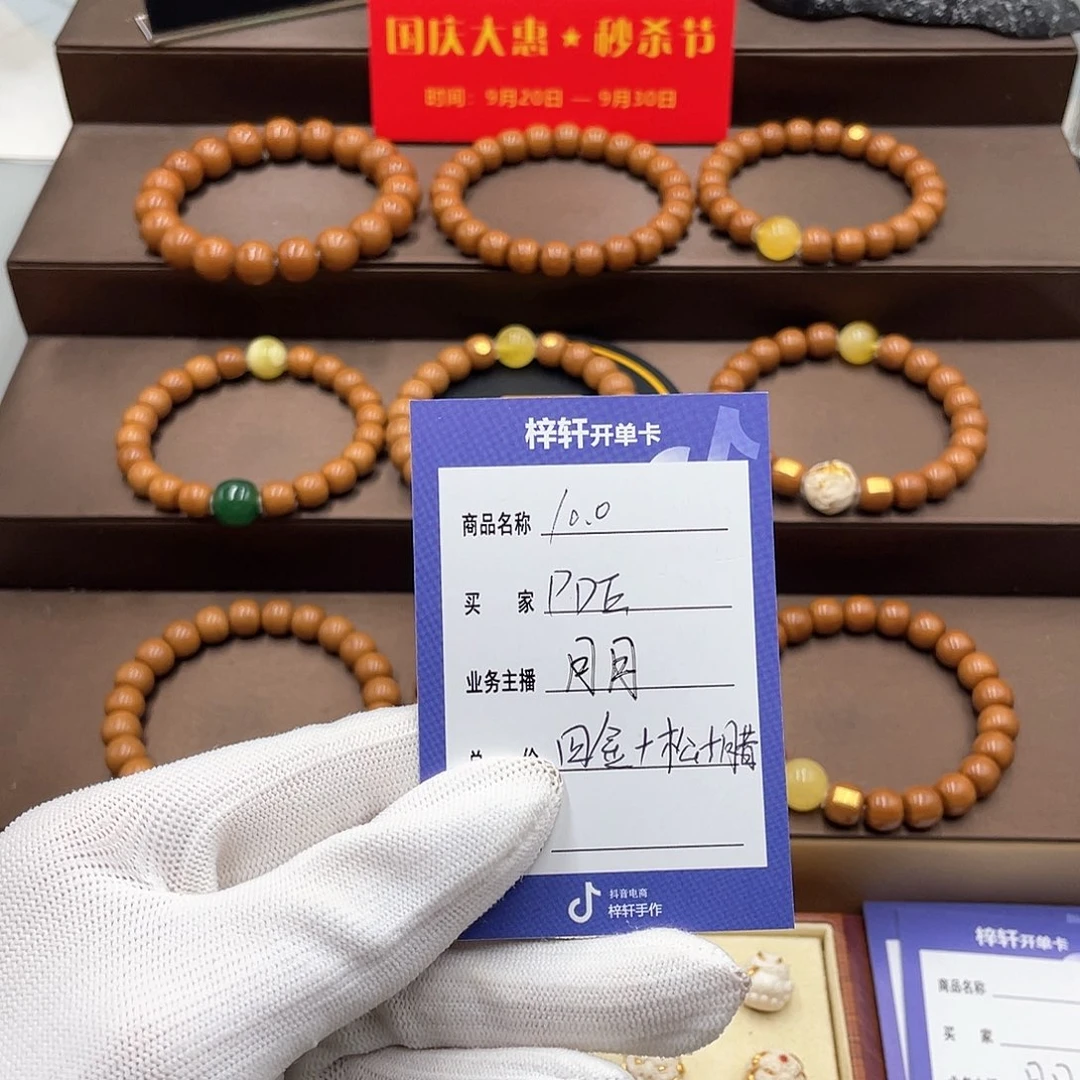 国庆大惠★秒杀节
时间：9月20日 — 9月30日
梓轩开单卡
商品名称 10.0
买 家 PDE
业务主播 月月
单 价 回金+松+腊
抖音电商
梓轩手作
梓轩开单卡
商品名称
买 家